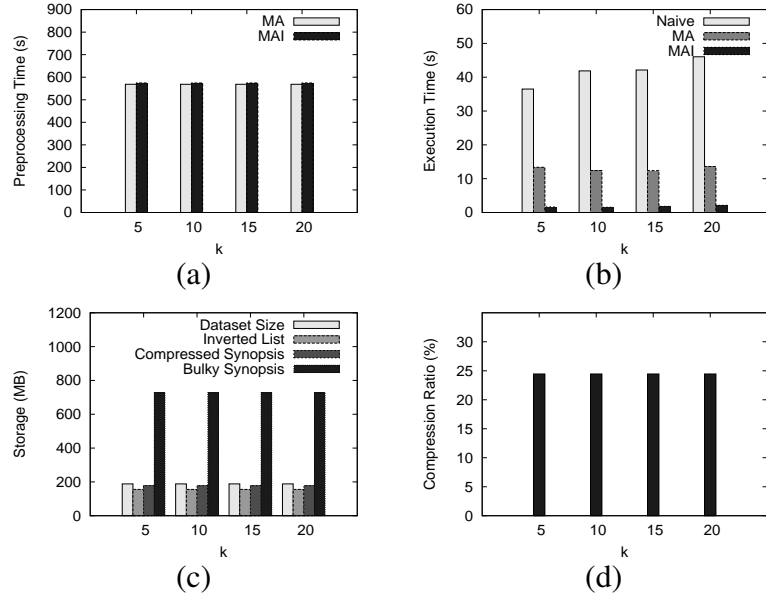 Preprocessing Time (s)
900
800
700
600
500
400
300
200
100
0
MA
MAI
5 10 15 20
k
(a)
Execution Time (s)
60
50
40
30
20
10
0
Naive
MA
MAI
5 10 15 20
k
(b)
Storage (MB)
1200
1000
800
600
400
200
0
Dataset Size
Inverted List
Compressed Synopsis
Bulky Synopsis
5 10 15 20
k
(c)
Compression Ratio (%)
30
25
20
15
10
5
0
5 10 15 20
k
(d)